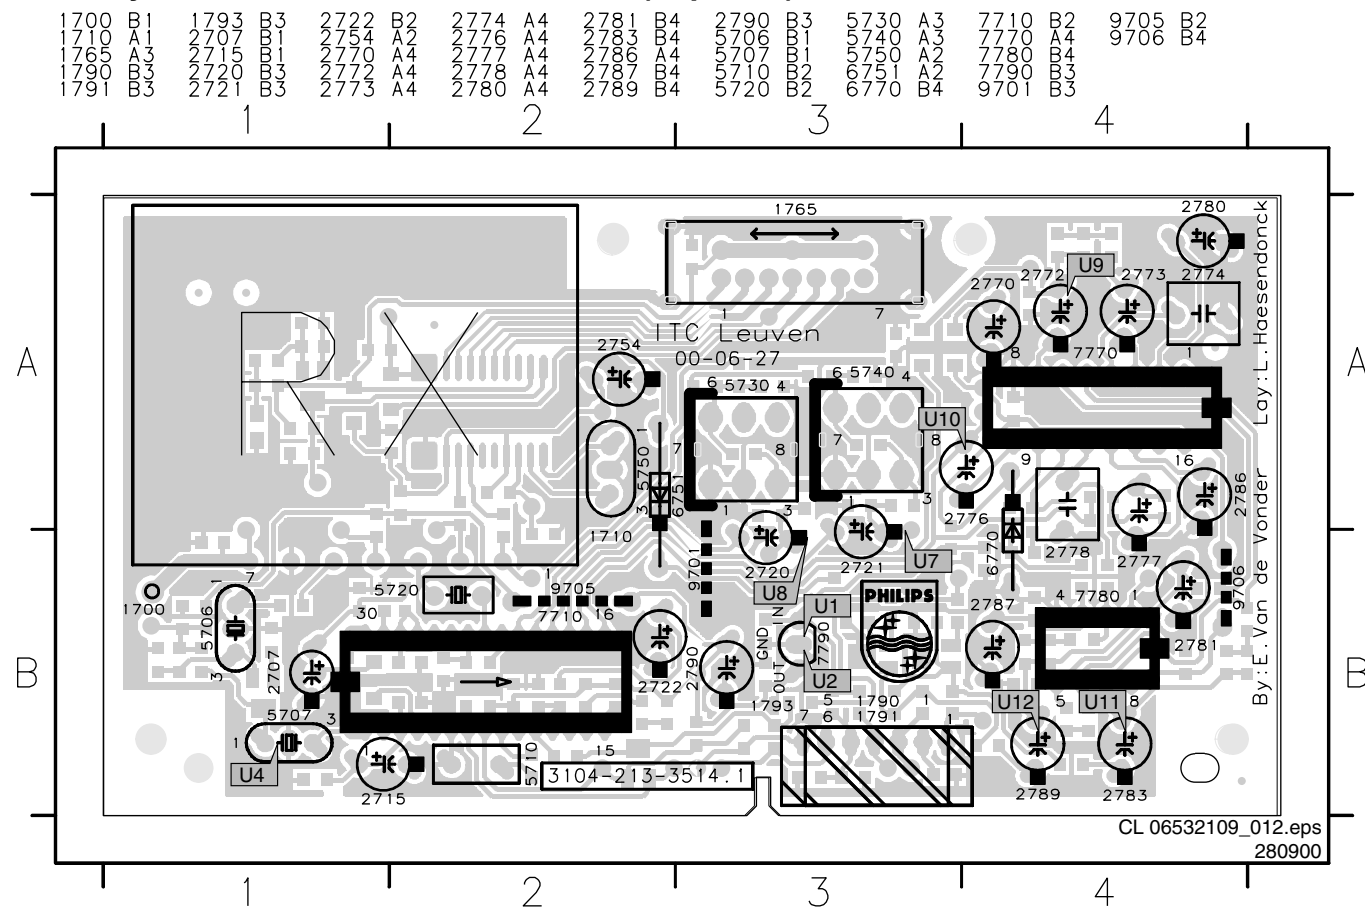 1700 B1 1793 B3 2722 B2 2774 A4 2781 B4 2790 B3 5730 A3 7710 B2 9705 B2
1710 A1 2707 B1 2754 A2 2776 A4 2783 B4 5706 B1 5740 A3 7770 A4 9706 B4
1765 A3 2715 B1 2770 A4 2777 A4 2786 A4 5707 B1 5750 A2 7780 B4
1790 B3 2720 B3 2772 A4 2778 A4 2787 B4 5710 B2 6751 A2 7790 B3
1791 B3 2721 B3 2773 A4 2780 A4 2789 B4 5720 B2 6770 B4 9701 B3
1 2 3 4
1765
2780
U9
2772 2773 2774
2770
1 7
ITC Leuven
00-06-27
2754
8 7770 1
A A
6 5730 4
6 5740 4
U10
7 8
7 8
1 5750 3
6751
1 3
1 3
9 16
2786
2776
1710
2720
2721
U7
U8
6770
2778
2777
9701
9706
1700
1 7
5706
3
5720
1 9705
7710 16
30
PHILIPS
U1
IN
GND
OUT
7790
U2
2787
4 7780 1
2781
B B
2707
2722
2790
1793
5 1790 1
7 6 1791 1
U12 5 U11 8
5707 3
1
U4
1
2715
5710
15
3104-213-3514.1
2789 2783
Lay:L.Haesendonck
By:E.Van de Vonder
CL 06532109_012.eps
280900
1 2 3 4